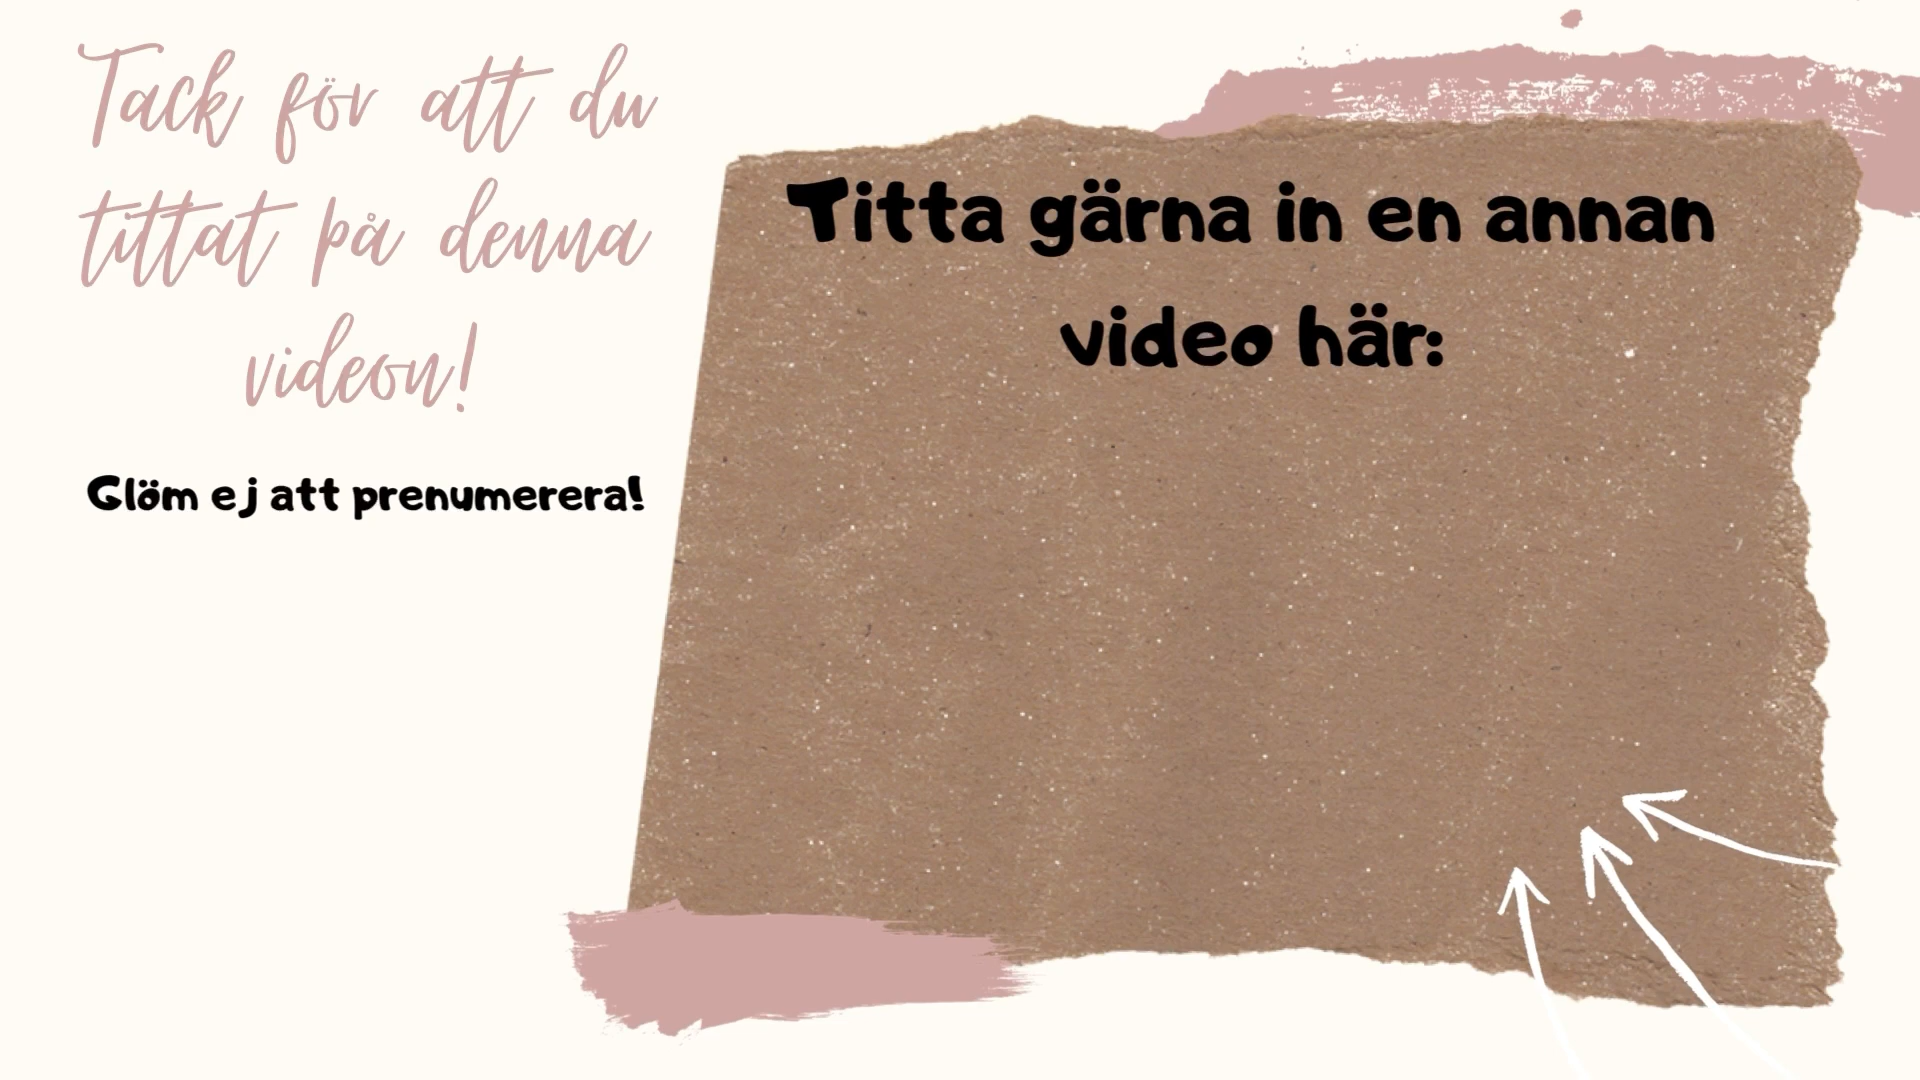 Tack för att du
tittat på denna
videon!
Glöm ej att prenumerera!
Titta gärna in en annan
video här: